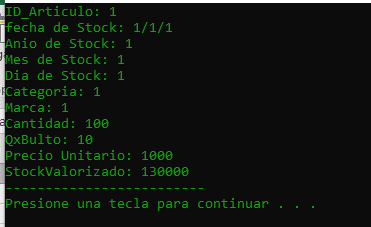 ID_Articulo: 1
fecha de Stock: 1/1/1
Anio de Stock: 1
Mes de Stock: 1
Dia de Stock: 1
Categoria: 1
Marca: 1
Cantidad: 100
QxBulto: 10
Precio Unitario: 1000
StockValorizado: 130000
-------------------------
Presione una tecla para continuar . . .